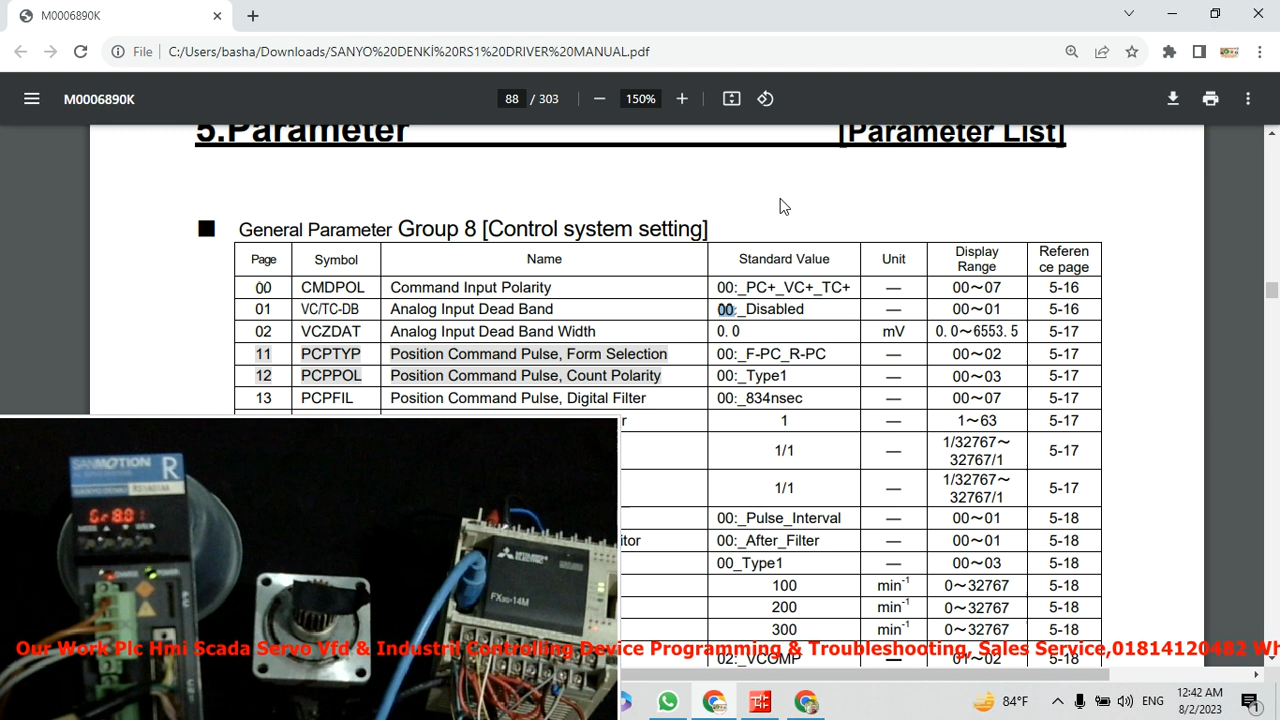 M0006890K
File
C:/Users/basha/Downloads/SANYO%20DENKİ%20RS1%20DRIVER%20MANUAL.pdf
M0006890K
88 / 303
150%
5.Parameter [Parameter List]
■ General Parameter Group 8 [Control system setting]
Page Symbol Name Standard Value Unit Display Range Reference page
00 CMDPOL Command Input Polarity 00:_PC+_VC+_TC+ — 00～07 5-16
01 VC/TC-DB Analog Input Dead Band 00:_Disabled — 00～01 5-16
02 VCZDAT Analog Input Dead Band Width 0.0 mV 0.0～6553.5 5-17
11 PCPTYP Position Command Pulse, Form Selection 00:_F-PC_R-PC — 00～02 5-17
12 PCPPOL Position Command Pulse, Count Polarity 00:_Type1 — 00～03 5-17
13 PCPFIL Position Command Pulse, Digital Filter 00:_834nsec — 00～07 5-17
r 1 — 1～63 5-17
1/1 — 1/32767～32767/1 5-17
1/1 — 1/32767～32767/1 5-17
00:_Pulse_Interval — 00～01 5-18
itor 00:_After_Filter — 00～01 5-18
00_Type1 — 00～03 5-18
100 min-1 0～32767 5-18
200 min-1 0～32767 5-18
300 min-1 0～32767 5-18
02:_VCOMP — 01～02 5-18
SANMOTION
R
Gr8.01
FX3G-14M
Our Work Plc Hmi Scada Servo Vfd & Industril Controlling Device Programming & Troubleshooting, Sales Service,01814120482 Wh
84°F
ENG
12:42 AM
8/2/2023
1